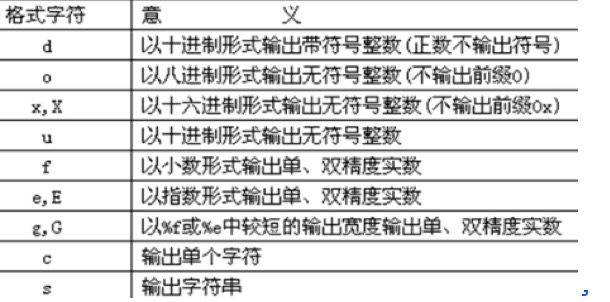 格式字符 意 义
d 以十进制形式输出带符号整数(正数不输出符号)
o 以八进制形式输出无符号整数(不输出前缀0)
x,X 以十六进制形式输出无符号整数(不输出前缀0x)
u 以十进制形式输出无符号整数
f 以小数形式输出单、双精度实数
e,E 以指数形式输出单、双精度实数
g,G 以%f或%e中较短的输出宽度输出单、双精度实数
c 输出单个字符
s 输出字符串